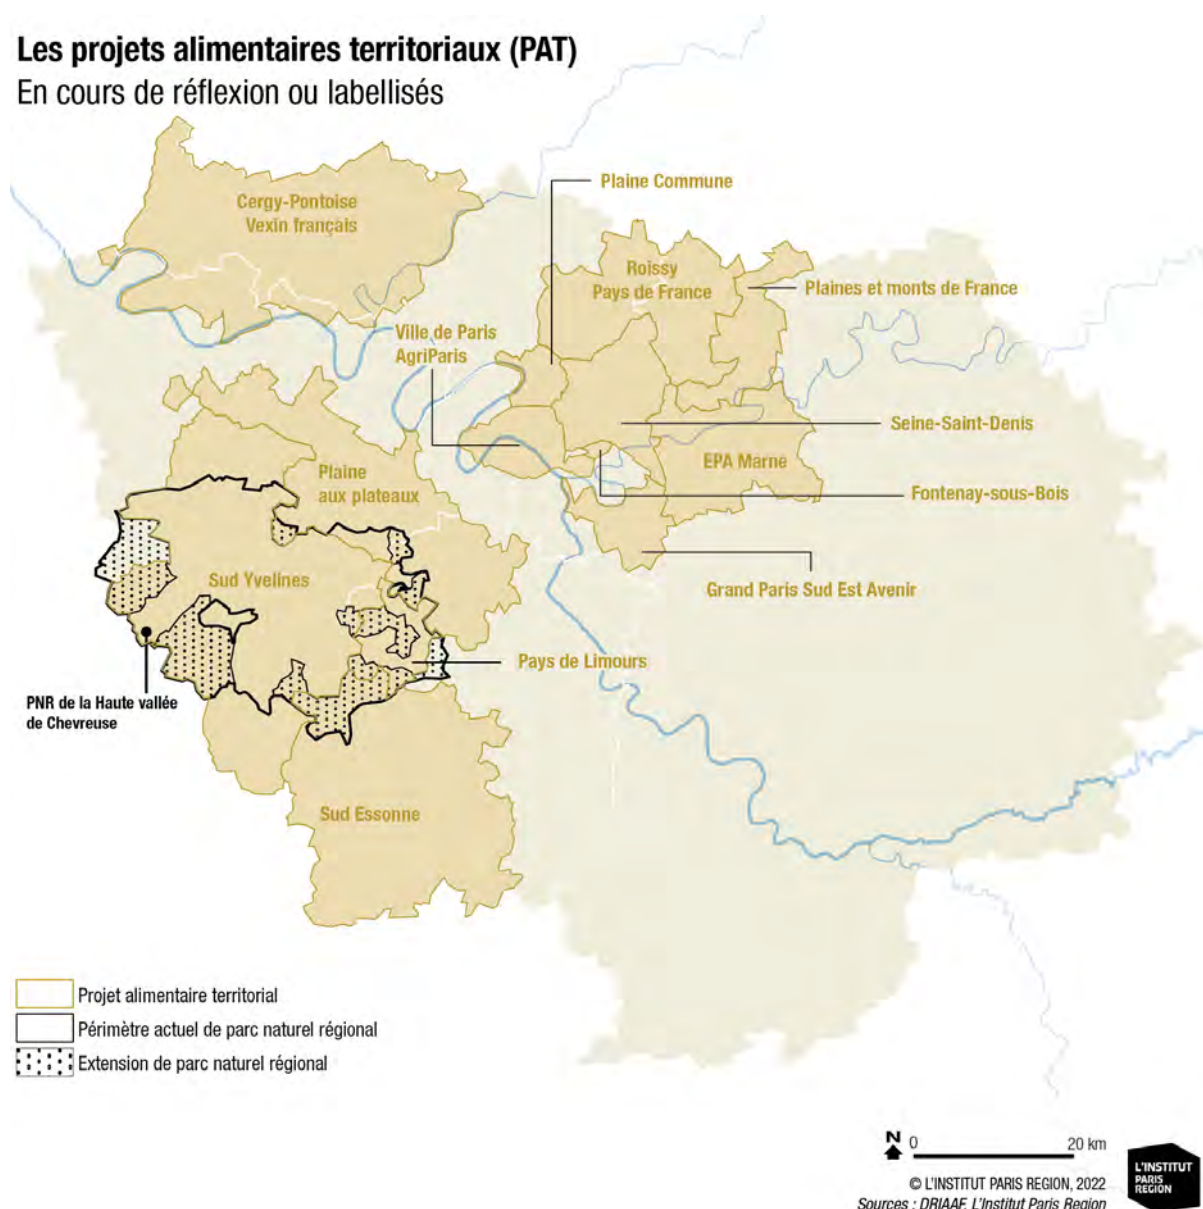 Les projets alimentaires territoriaux (PAT)
En cours de réflexion ou labellisés
Cergy-Pontoise
Vexin français
Plaine Commune
Roissy
Pays de France
Plaines et monts de France
Ville de Paris
AgriParis
Seine-Saint-Denis
EPA Marne
Fontenay-sous-Bois
Plaine
aux plateaux
Sud Yvelines
Grand Paris Sud Est Avenir
Pays de Limours
PNR de la Haute vallée
de Chevreuse
Sud Essonne
Projet alimentaire territorial
Périmètre actuel de parc naturel régional
Extension de parc naturel régional
N
0
20 km
© L'INSTITUT PARIS REGION, 2022
Sources : DRIAAF, L'Institut Paris Region
L'INSTITUT
PARIS
REGION